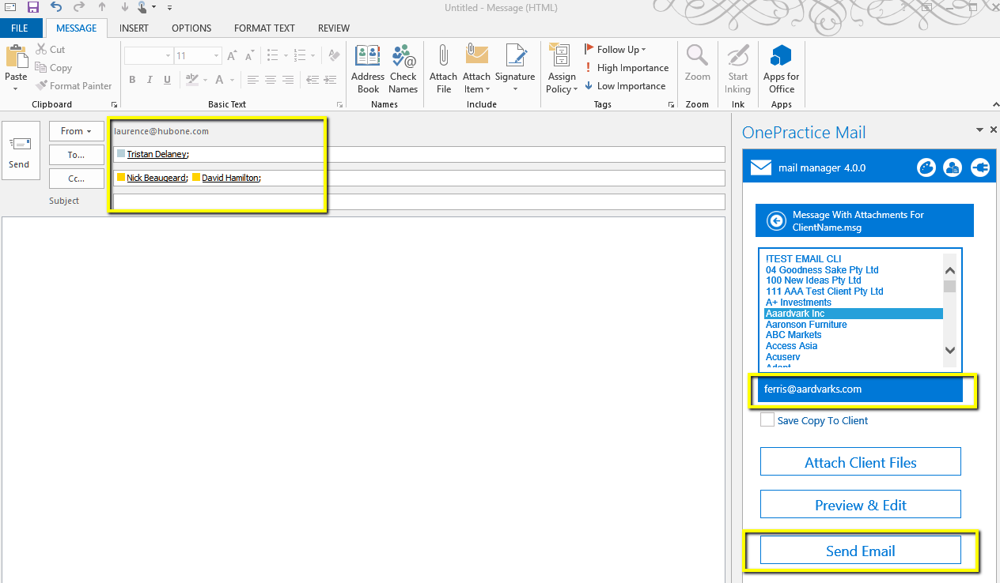 Untitled - Message (HTML)
FILE MESSAGE INSERT OPTIONS FORMAT TEXT REVIEW
Paste
Cut
Copy
Format Painter
Clipboard
11
B I U
Basic Text
Address Book
Check Names
Names
Attach File
Attach Item
Signature
Include
Assign Policy
Follow Up
High Importance
Low Importance
Tags
Zoom
Zoom
Start Inking
Ink
Apps for Office
Apps
Send
From
laurence@hubone.com
To...
Tristan Delaney;
Cc...
Nick Beaugeard; David Hamilton;
Subject
OnePractice Mail
mail manager 4.0.0
Message With Attachments For
ClientName.msg
!TEST EMAIL CLI
04 Goodness Sake Pty Ltd
100 New Ideas Pty Ltd
111 AAA Test Client Pty Ltd
A+ Investments
Aaardvark Inc
Aaronson Furniture
ABC Markets
Access Asia
Acuserv
ferris@aardvarks.com
Save Copy To Client
Attach Client Files
Preview & Edit
Send Email